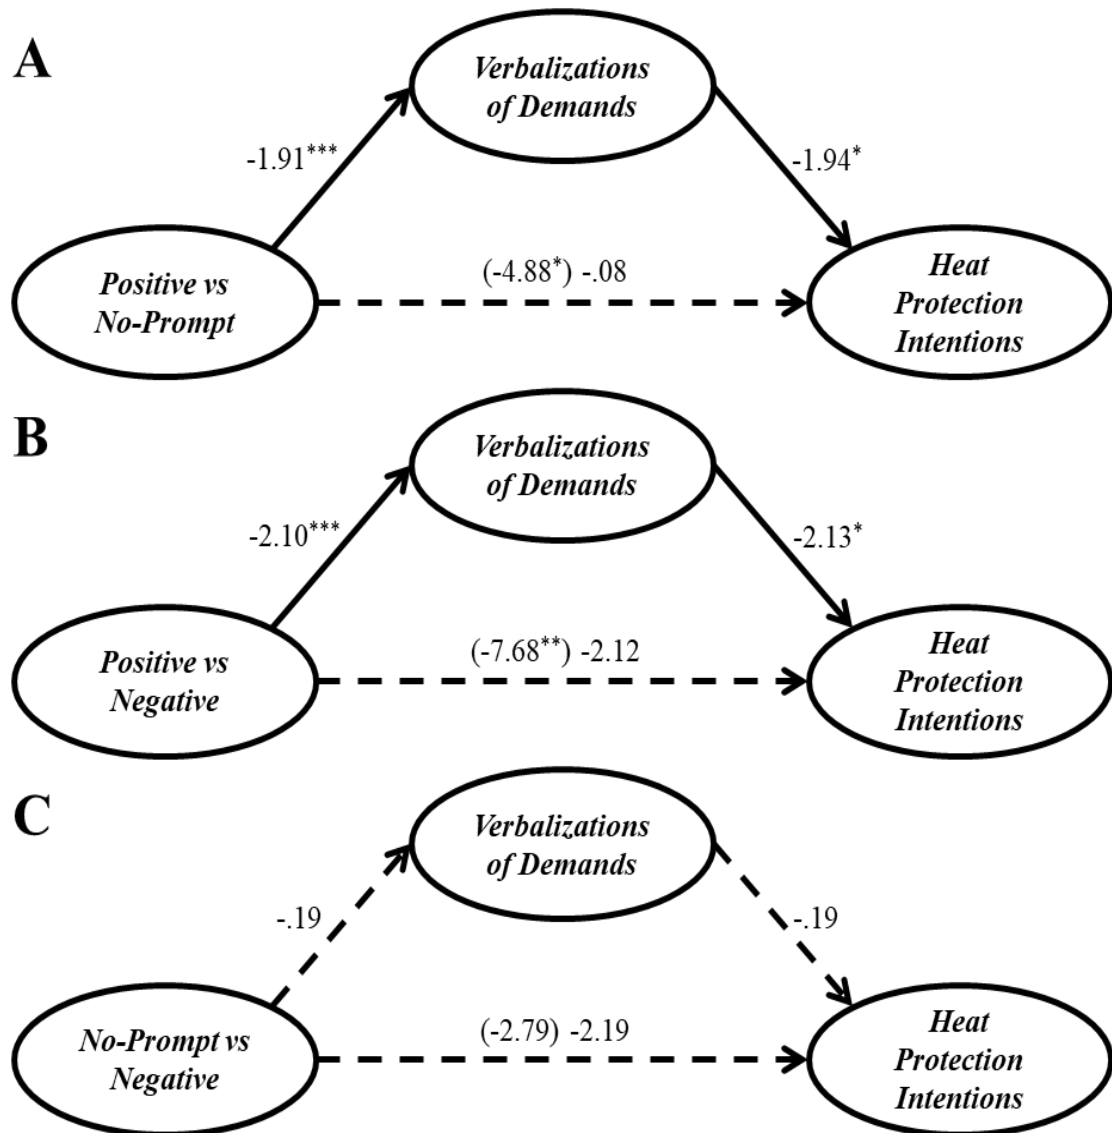 A
Verbalizations
of Demands
-1.91***
-1.94*
Positive vs
No-Prompt
(-4.88*) -.08
Heat
Protection
Intentions
B
Verbalizations
of Demands
-2.10***
-2.13*
Positive vs
Negative
(-7.68**) -2.12
Heat
Protection
Intentions
C
Verbalizations
of Demands
-.19
-.19
No-Prompt vs
Negative
(-2.79) -2.19
Heat
Protection
Intentions